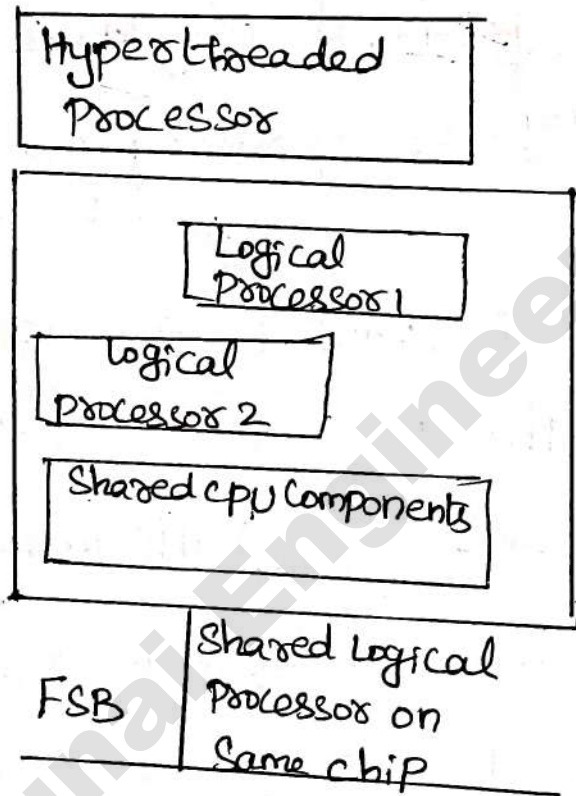 Hyperthreaded
Processor
Logical
Processor 1
Logical
processor 2
Shared CPU Components
FSB
Shared Logical
Processor on
Same chip